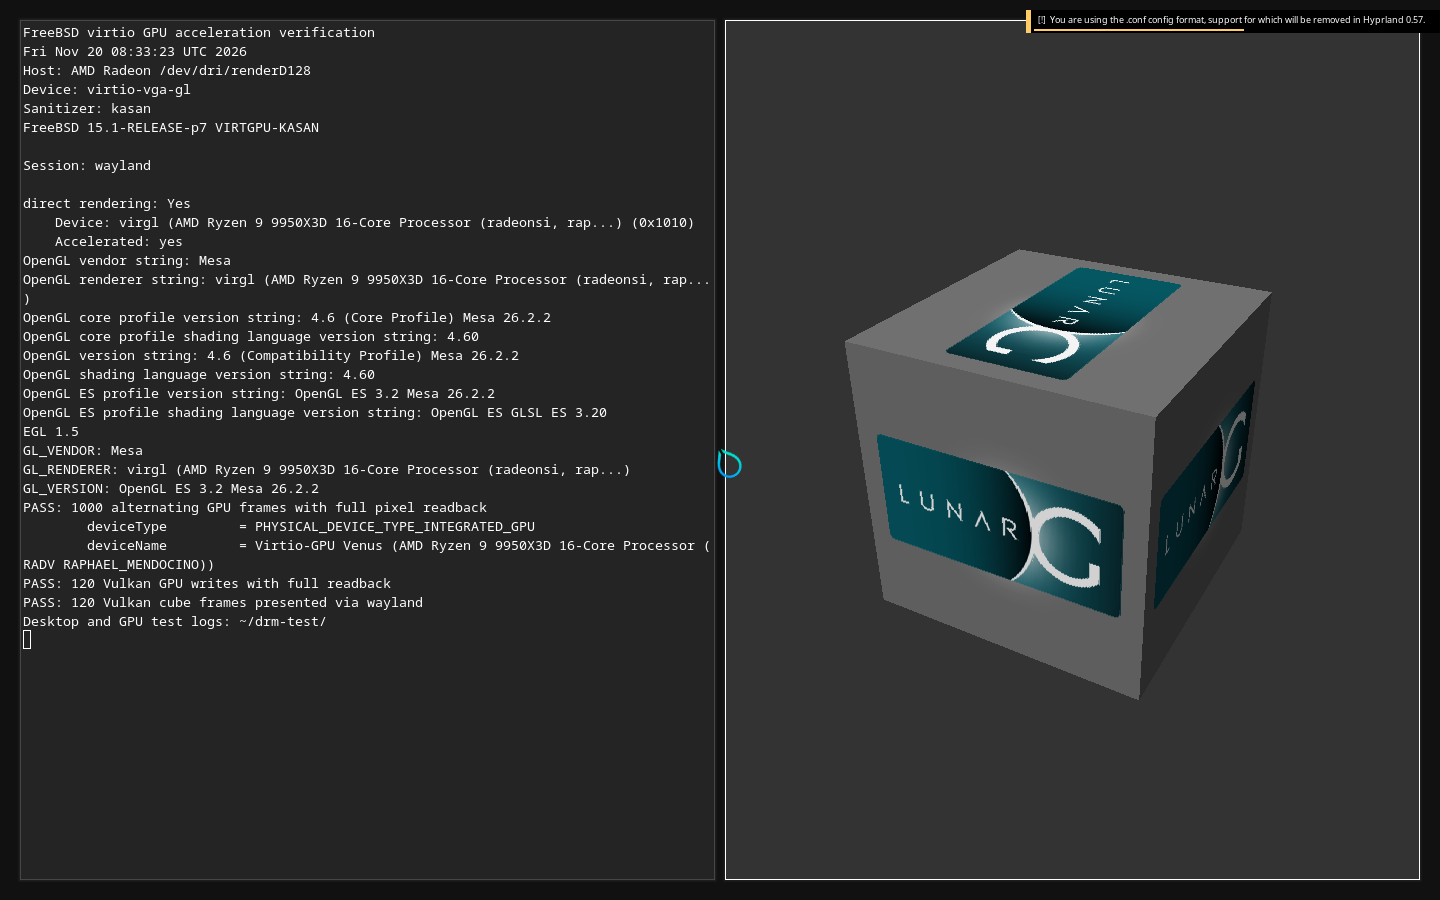 [!] You are using the .conf config format, support for which will be removed in Hyprland 0.57.
FreeBSD virtio GPU acceleration verification
Fri Nov 20 08:33:23 UTC 2026
Host: AMD Radeon /dev/dri/renderD128
Device: virtio-vga-gl
Sanitizer: kasan
FreeBSD 15.1-RELEASE-p7 VIRTGPU-KASAN
Session: wayland
direct rendering: Yes
Device: virgl (AMD Ryzen 9 9950X3D 16-Core Processor (radeonsi, rap...) (0x1010)
Accelerated: yes
OpenGL vendor string: Mesa
OpenGL renderer string: virgl (AMD Ryzen 9 9950X3D 16-Core Processor (radeonsi, rap...
)
OpenGL core profile version string: 4.6 (Core Profile) Mesa 26.2.2
OpenGL core profile shading language version string: 4.60
OpenGL version string: 4.6 (Compatibility Profile) Mesa 26.2.2
OpenGL shading language version string: 4.60
OpenGL ES profile version string: OpenGL ES 3.2 Mesa 26.2.2
OpenGL ES profile shading language version string: OpenGL ES GLSL ES 3.20
EGL 1.5
GL_VENDOR: Mesa
GL_RENDERER: virgl (AMD Ryzen 9 9950X3D 16-Core Processor (radeonsi, rap...)
GL_VERSION: OpenGL ES 3.2 Mesa 26.2.2
PASS: 1000 alternating GPU frames with full pixel readback
deviceType = PHYSICAL_DEVICE_TYPE_INTEGRATED_GPU
deviceName = Virtio-GPU Venus (AMD Ryzen 9 9950X3D 16-Core Processor (
RADV RAPHAEL_MENDOCINO))
PASS: 120 Vulkan GPU writes with full readback
PASS: 120 Vulkan cube frames presented via wayland
Desktop and GPU test logs: ~/drm-test/
LUNARG
LUNARG
LUNARG